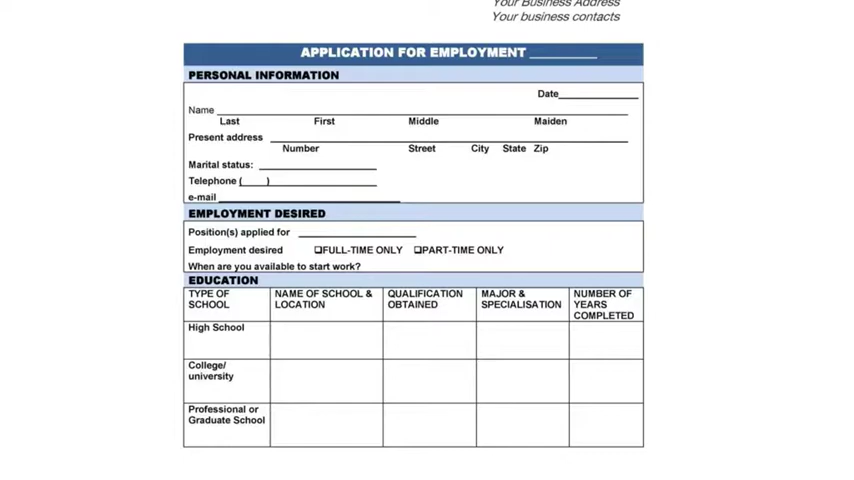 Your Business Address
Your business contacts
APPLICATION FOR EMPLOYMENT __________
PERSONAL INFORMATION
Date______________
Name
Last First Middle Maiden
Present address
Number Street City State Zip
Marital status:
Telephone (____)
e-mail
EMPLOYMENT DESIRED
Position(s) applied for
Employment desired ❑FULL-TIME ONLY ❑PART-TIME ONLY
When are you available to start work?
EDUCATION
TYPE OF SCHOOL NAME OF SCHOOL & LOCATION QUALIFICATION OBTAINED MAJOR & SPECIALISATION NUMBER OF YEARS COMPLETED
High School
College/
university
Professional or
Graduate School